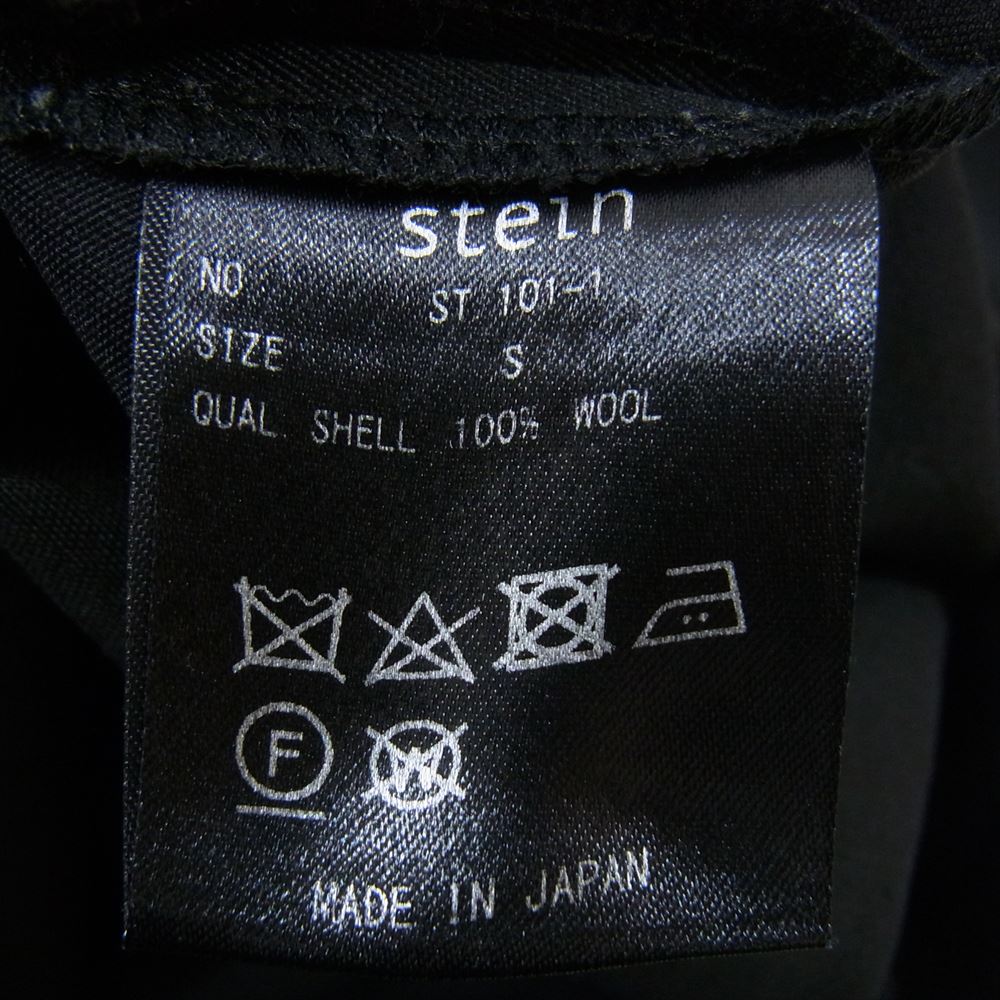 stein
NO ST 101-1
SIZE S
QUAL SHELL 100% WOOL
F
W
MADE IN JAPAN